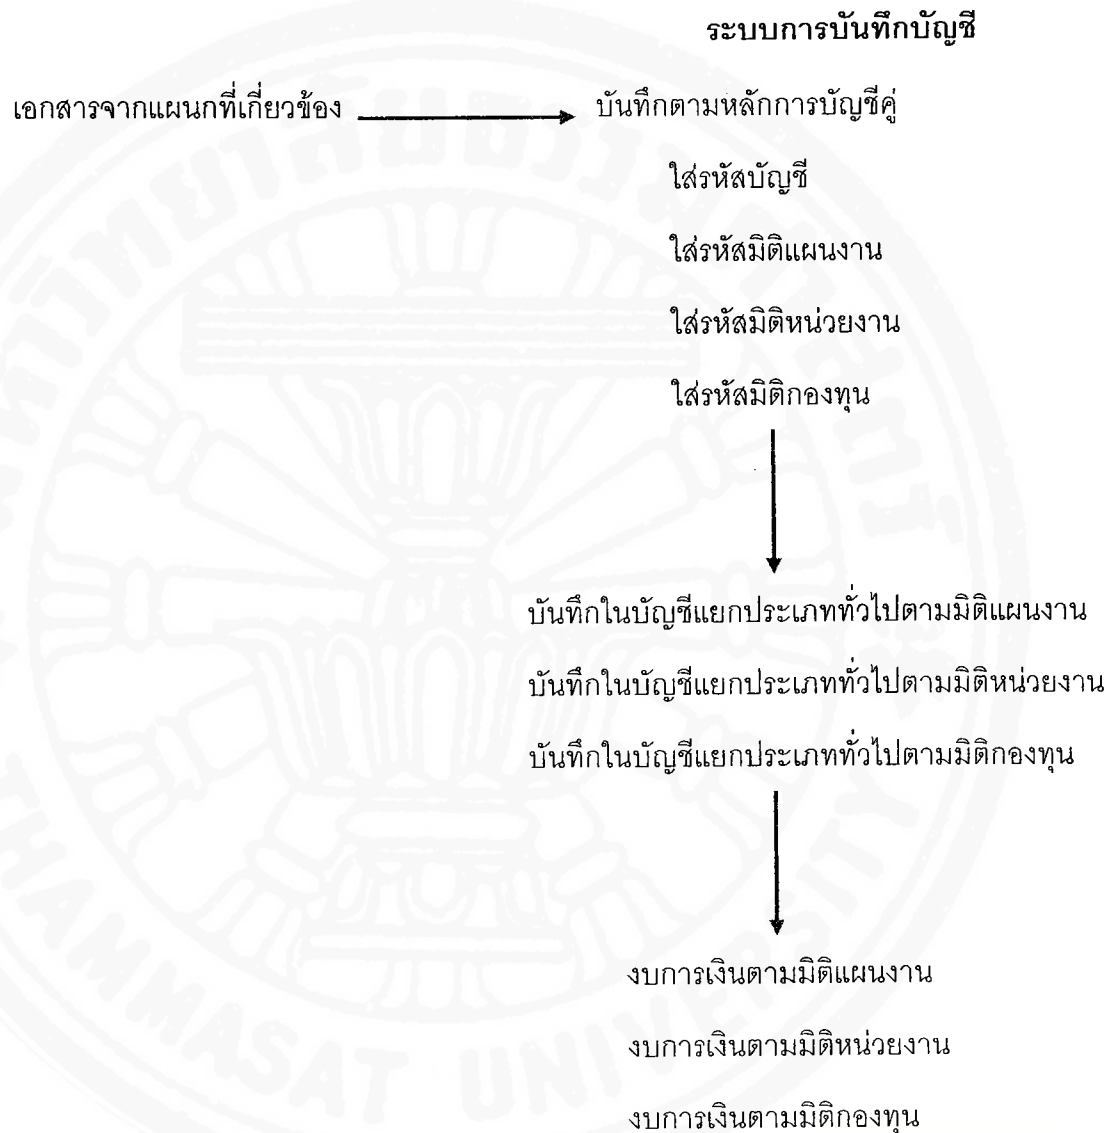 ระบบการบันทึกบัญชี
เอกสารจากแผนกที่เกี่ยวข้อง
บันทึกตามหลักการบัญชีคู่
ใส่รหัสบัญชี
ใส่รหัสมิติแผนงาน
ใส่รหัสมิติหน่วยงาน
ใส่รหัสมิติกองทุน
บันทึกในบัญชีแยกประเภททั่วไปตามมิติแผนงาน
บันทึกในบัญชีแยกประเภททั่วไปตามมิติหน่วยงาน
บันทึกในบัญชีแยกประเภททั่วไปตามมิติกองทุน
งบการเงินตามมิติแผนงาน
งบการเงินตามมิติหน่วยงาน
งบการเงินตามมิติกองทุน
THAMMASAT UNIVERSITY